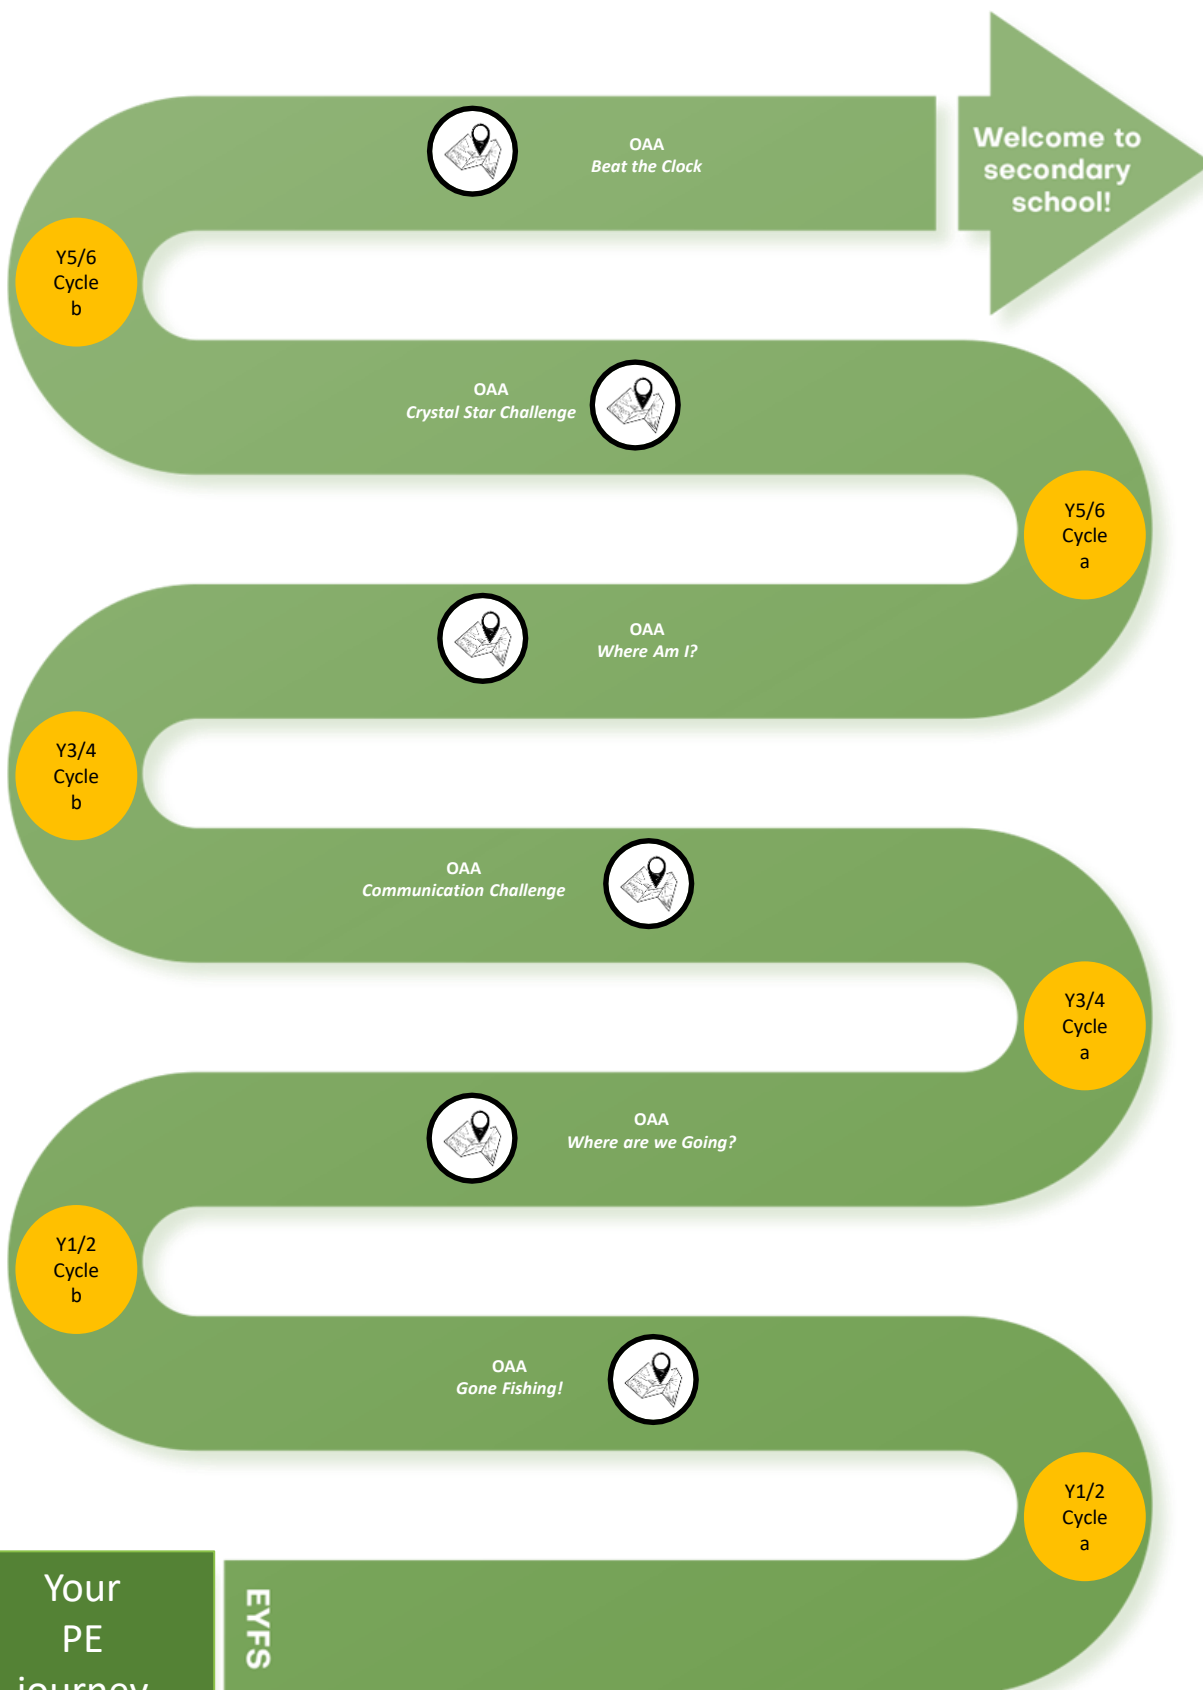 OAA
Beat the Clock
Welcome to
secondary
school!
Y5/6
Cycle
b
OAA
Crystal Star Challenge
Y5/6
Cycle
a
OAA
Where Am I?
Y3/4
Cycle
b
OAA
Communication Challenge
Y3/4
Cycle
a
OAA
Where are we Going?
Y1/2
Cycle
b
OAA
Gone Fishing!
Y1/2
Cycle
a
Your
PE
journey
EYFS